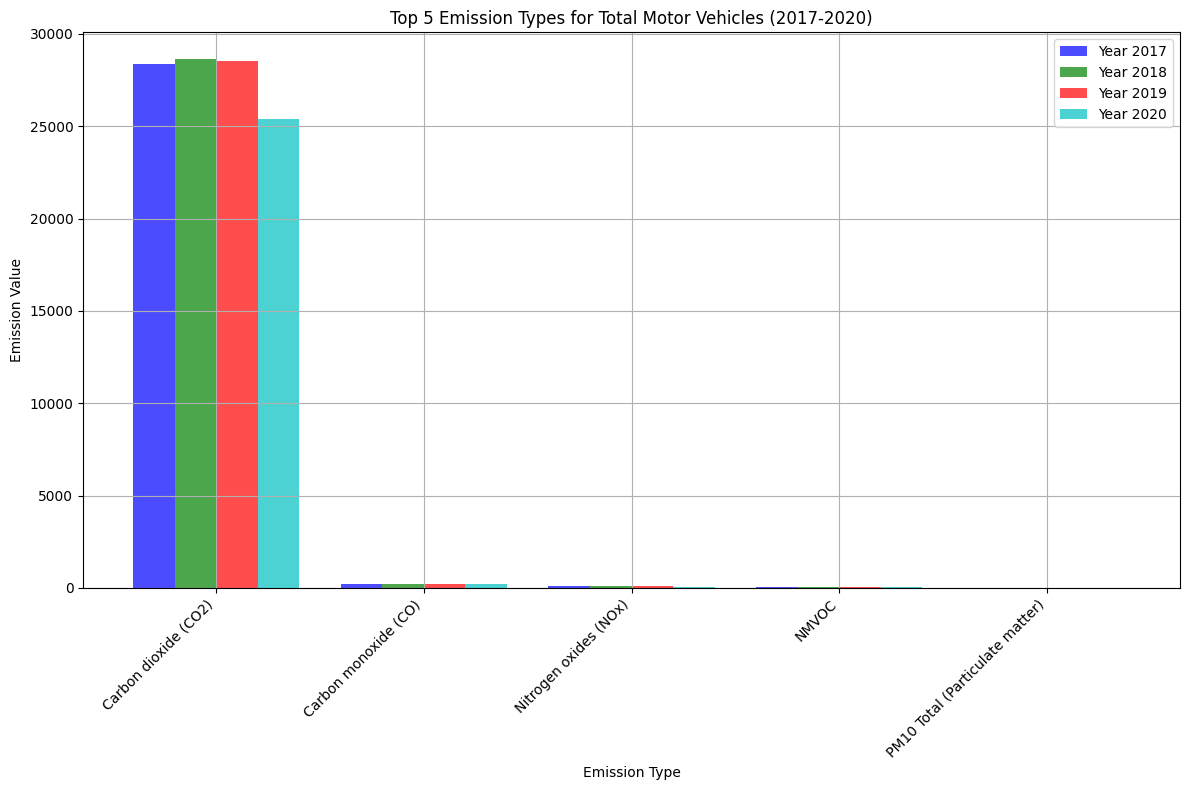 Top 5 Emission Types for Total Motor Vehicles (2017-2020)
Year 2017
Year 2018
Year 2019
Year 2020
Emission Value
30000
25000
20000
15000
10000
5000
0
Carbon dioxide (CO2)
Carbon monoxide (CO)
Nitrogen oxides (NOx)
NMVOC
PM10 Total (Particulate matter)
Emission Type